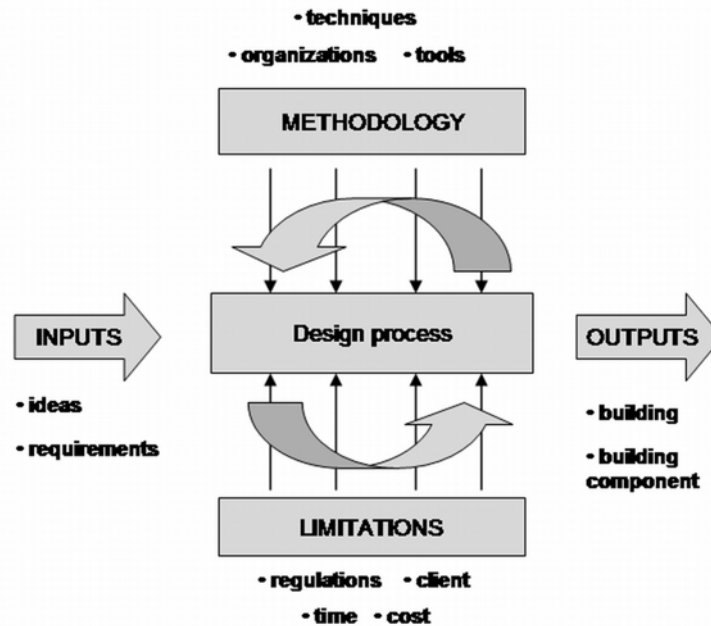 • techniques
• organizations • tools
METHODOLOGY
INPUTS
Design process
OUTPUTS
• ideas
• requirements
• building
• building
component
LIMITATIONS
• regulations • client
• time • cost